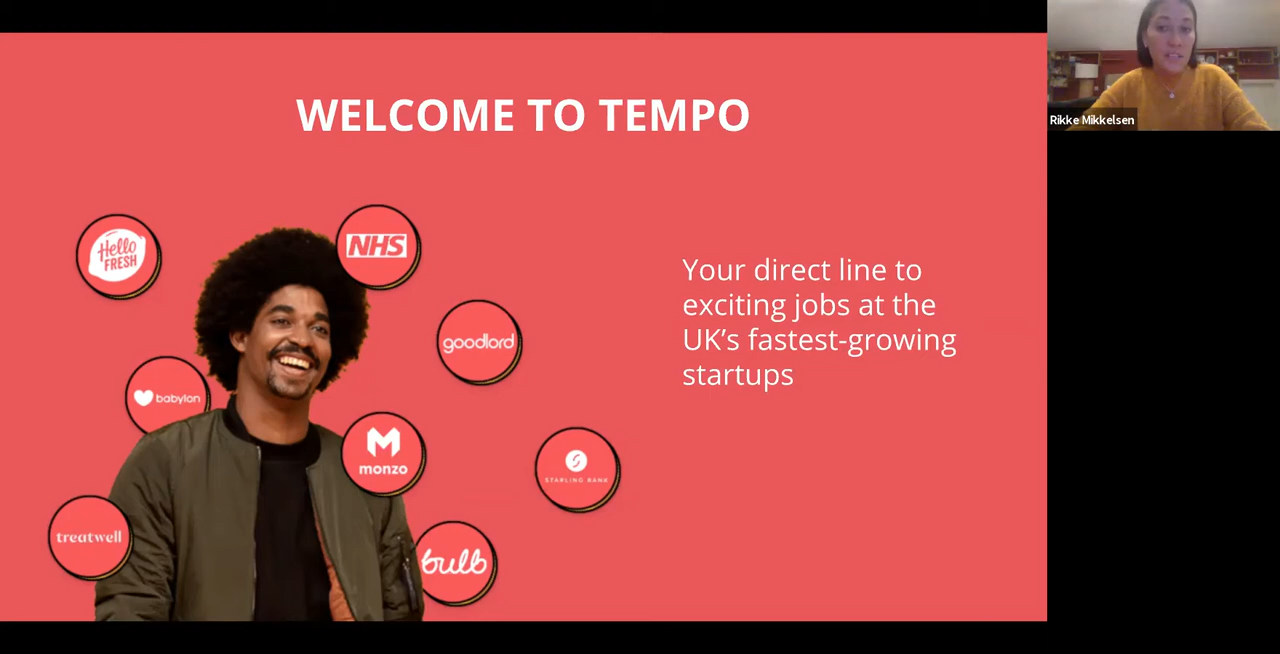 WELCOME TO TEMPO
Rikke Mikkelsen
Hello
FRESH
NHS
goodlord
Your direct line to
exciting jobs at the
UK's fastest-growing
startups
babylon
monzo
STARLING BANK
treatwell
bulb